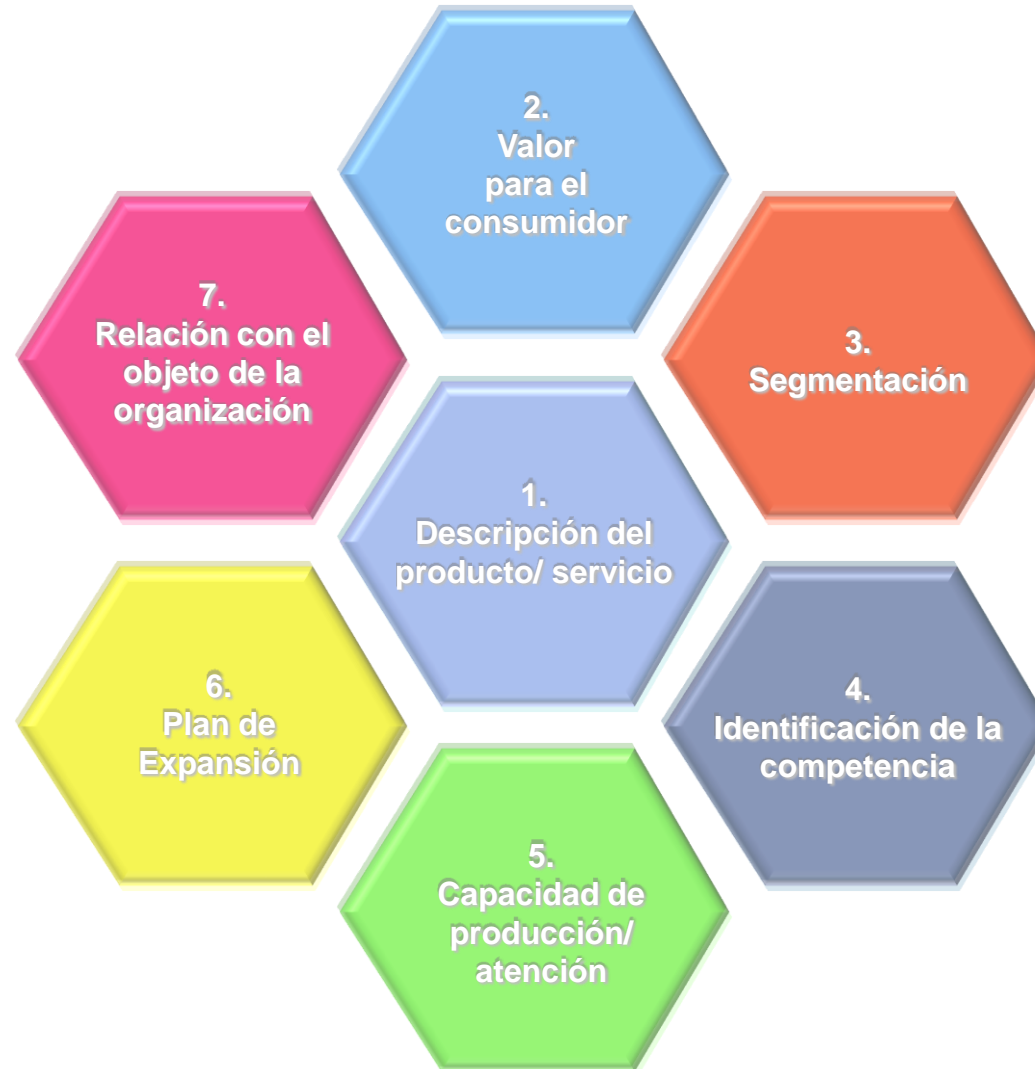 2.
Valor
para el
consumidor
7.
Relación con el
objeto de la
organización
3.
Segmentación
1.
Descripción del
producto/ servicio
6.
Plan de
Expansión
4.
Identificación de la
competencia
5.
Capacidad de
producción/
atención